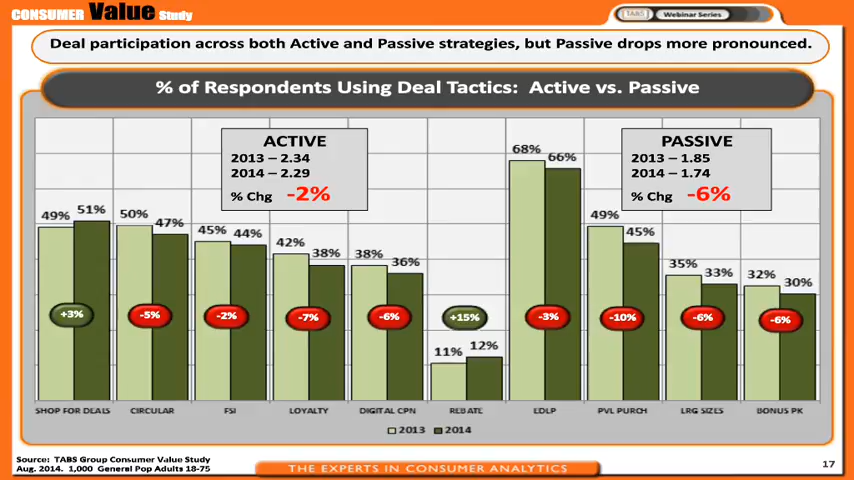 CONSUMER Value Study
TABS Webinar Series
Deal participation across both Active and Passive strategies, but Passive drops more pronounced.
% of Respondents Using Deal Tactics: Active vs. Passive
ACTIVE
2013 – 2.34
2014 – 2.29
% Chg -2%
PASSIVE
2013 – 1.85
2014 – 1.74
% Chg -6%
49% 51% 50% 47% 45% 44% 42% 38% 38% 36% 11% 12% 68% 66% 49% 45% 35% 33% 32% 30%
+3% -5% -2% -7% -6% +15% -3% -10% -6% -6%
SHOP FOR DEALS CIRCULAR FSI LOYALTY DIGITAL CPN REBATE EDLP PVL PURCH LRG SIZES BONUS PK
2013 2014
Source: TABS Group Consumer Value Study
Aug. 2014. 1,000 General Pop Adults 18-75
THE EXPERTS IN CONSUMER ANALYTICS
17